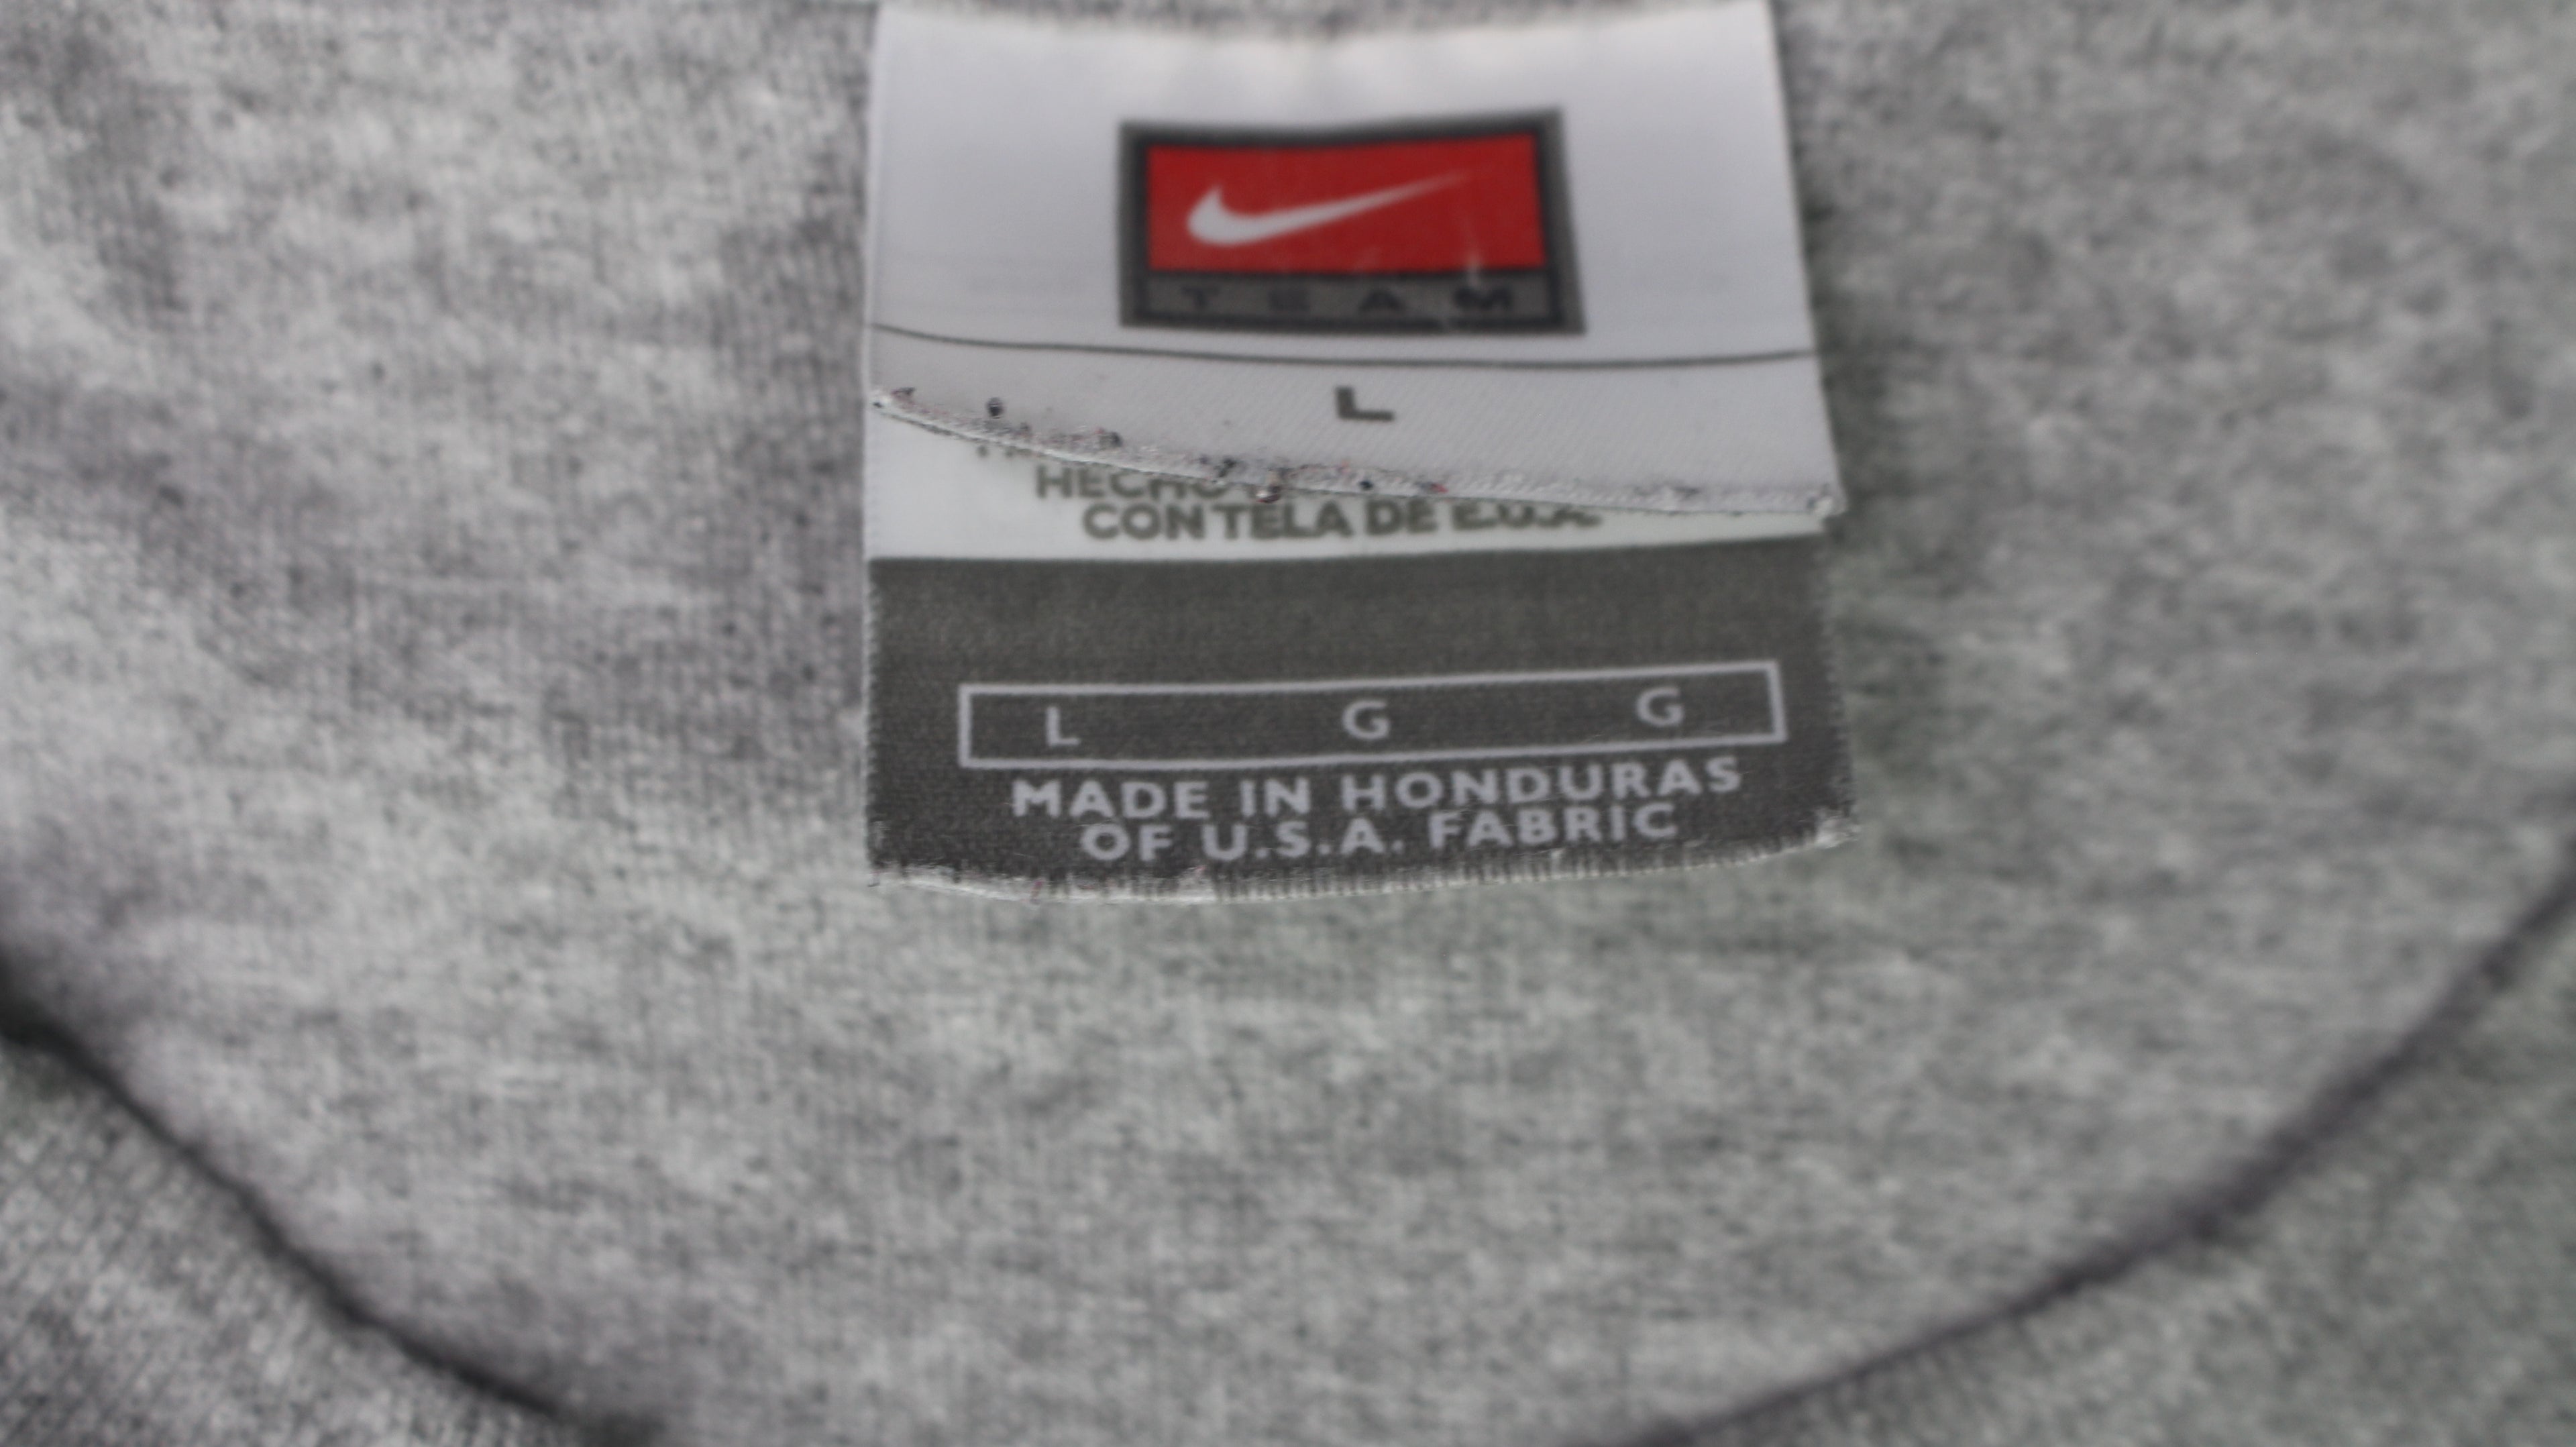 TEAM
L
HECHO
CON TELA DE E.U.A.
L G G
MADE IN HONDURAS
OF U.S.A. FABRIC